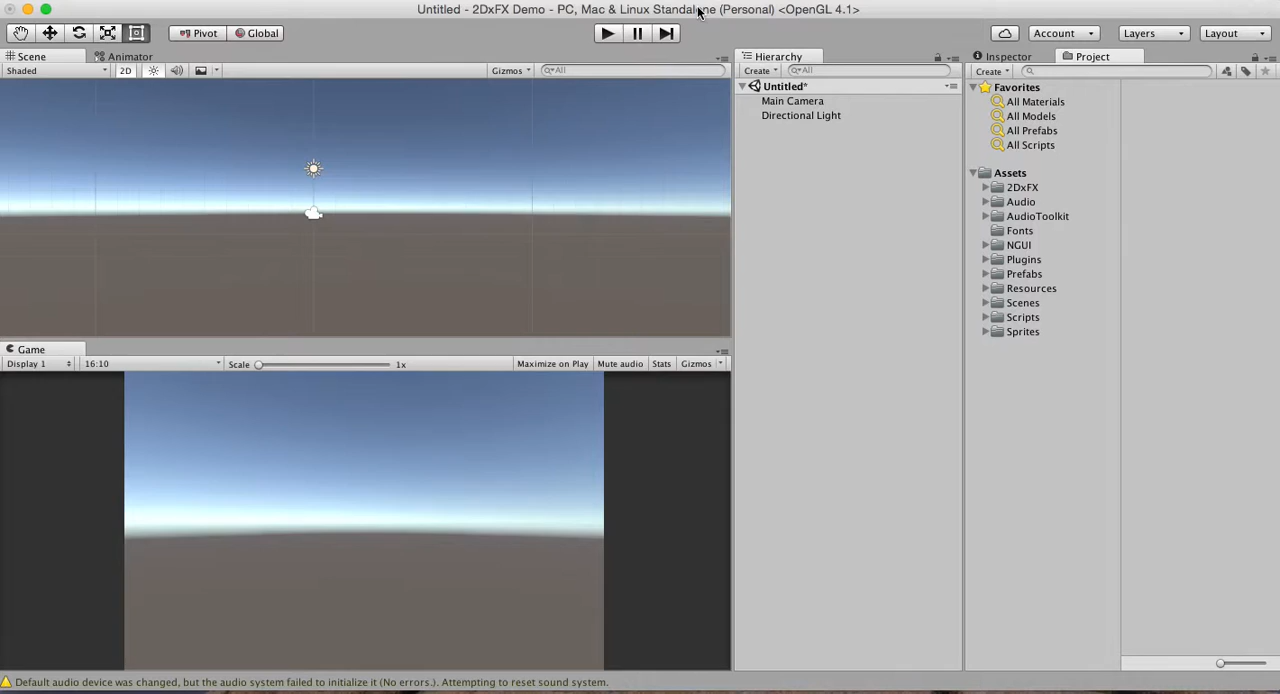 Untitled - 2DxFX Demo - PC, Mac & Linux Standalone (Personal) <OpenGL 4.1>
Pivot Global Account Layers Layout
Scene Animator
Shaded 2D Gizmos All
Hierarchy
Create All
Untitled*
Main Camera
Directional Light
Inspector Project
Create
Favorites
All Materials
All Models
All Prefabs
All Scripts
Assets
2DxFX
Audio
AudioToolkit
Fonts
NGUI
Plugins
Prefabs
Resources
Scenes
Scripts
Sprites
Game
Display 1 16:10 Scale 1x Maximize on Play Mute audio Stats Gizmos
Default audio device was changed, but the audio system failed to initialize it (No errors.). Attempting to reset sound system.